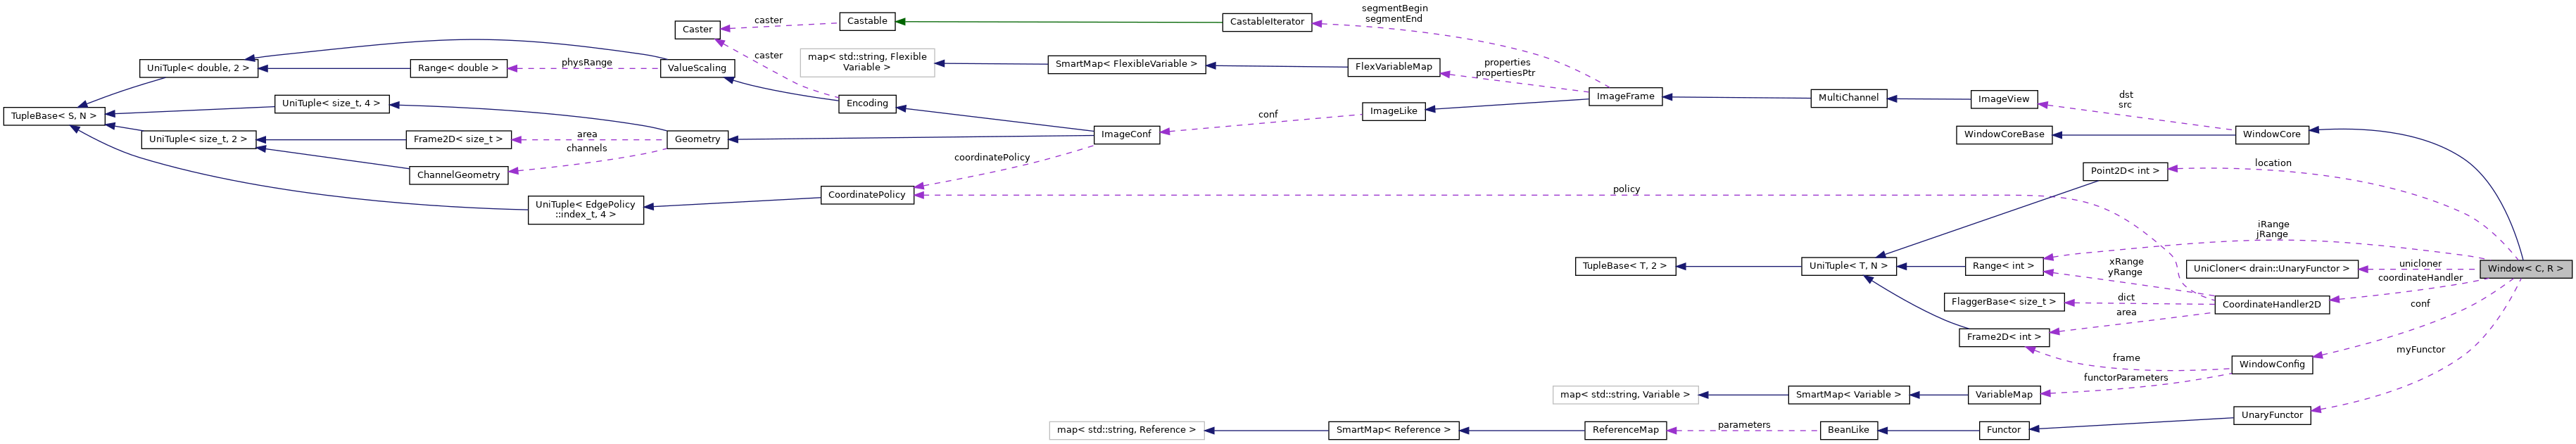 segmentBegin
segmentEnd
caster
Castable
CastableIterator
Caster
caster
map< std::string, Flexible
Variable >
SmartMap< FlexibleVariable >
FlexVariableMap
properties
propertiesPtr
UniTuple< double, 2 >
Range< double >
physRange
ValueScaling
UniTuple< size_t, 4 >
Encoding
ImageLike
ImageFrame
MultiChannel
ImageView
dst
src
TupleBase< S, N >
conf
UniTuple< size_t, 2 >
Frame2D< size_t >
area
channels
Geometry
ImageConf
WindowCoreBase
WindowCore
ChannelGeometry
coordinatePolicy
Point2D< int >
location
UniTuple< EdgePolicy
::index_t, 4 >
CoordinatePolicy
policy
iRange
jRange
TupleBase< T, 2 >
UniTuple< T, N >
Range< int >
xRange
yRange
UniCloner< drain::UnaryFunctor >
unicloner
coordinateHandler
Window< C, R >
FlaggerBase< size_t >
dict
area
CoordinateHandler2D
conf
Frame2D< int >
frame
WindowConfig
myFunctor
functorParameters
map< std::string, Variable >
SmartMap< Variable >
VariableMap
UnaryFunctor
map< std::string, Reference >
SmartMap< Reference >
ReferenceMap
parameters
BeanLike
Functor